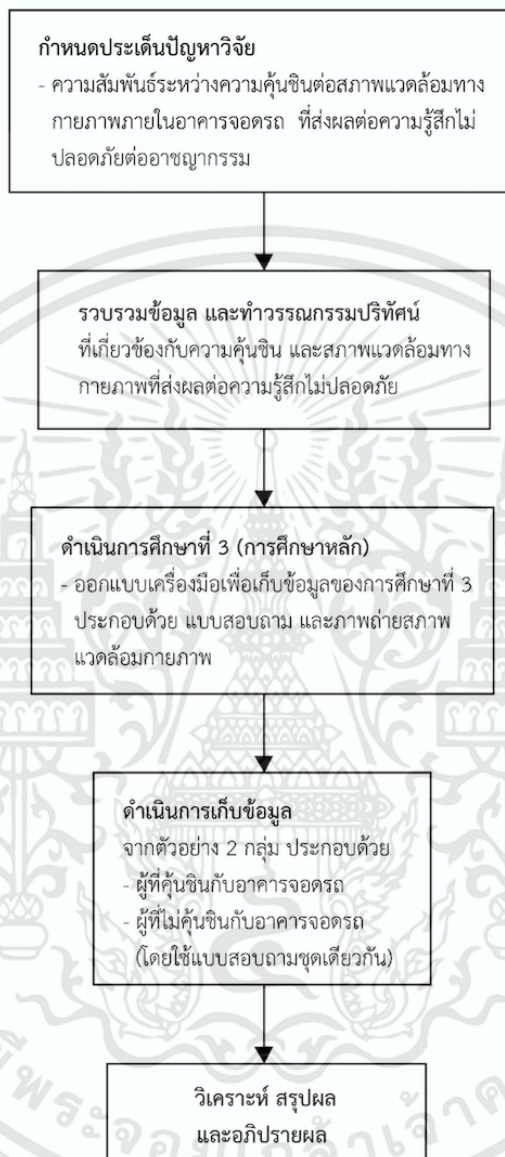 กำหนดประเด็นปัญหาวิจัย
- ความสัมพันธ์ระหว่างความคุ้นชินต่อสภาพแวดล้อมทาง
กายภาพภายในอาคารจอดรถ ที่ส่งผลต่อความรู้สึกไม่
ปลอดภัยต่ออาชญากรรม
รวบรวมข้อมูล และทำวรรณกรรมปริทัศน์
ที่เกี่ยวข้องกับความคุ้นชิน และสภาพแวดล้อมทาง
กายภาพที่ส่งผลต่อความรู้สึกไม่ปลอดภัย
ดำเนินการศึกษาที่ 3 (การศึกษาหลัก)
- ออกแบบเครื่องมือเพื่อเก็บข้อมูลของการศึกษาที่ 3
ประกอบด้วย แบบสอบถาม และภาพถ่ายสภาพ
แวดล้อมกายภาพ
ดำเนินการเก็บข้อมูล
จากตัวอย่าง 2 กลุ่ม ประกอบด้วย
- ผู้ที่คุ้นชินกับอาคารจอดรถ
- ผู้ที่ไม่คุ้นชินกับอาคารจอดรถ
(โดยใช้แบบสอบถามชุดเดียวกัน)
วิเคราะห์ สรุปผล
และอภิปรายผล